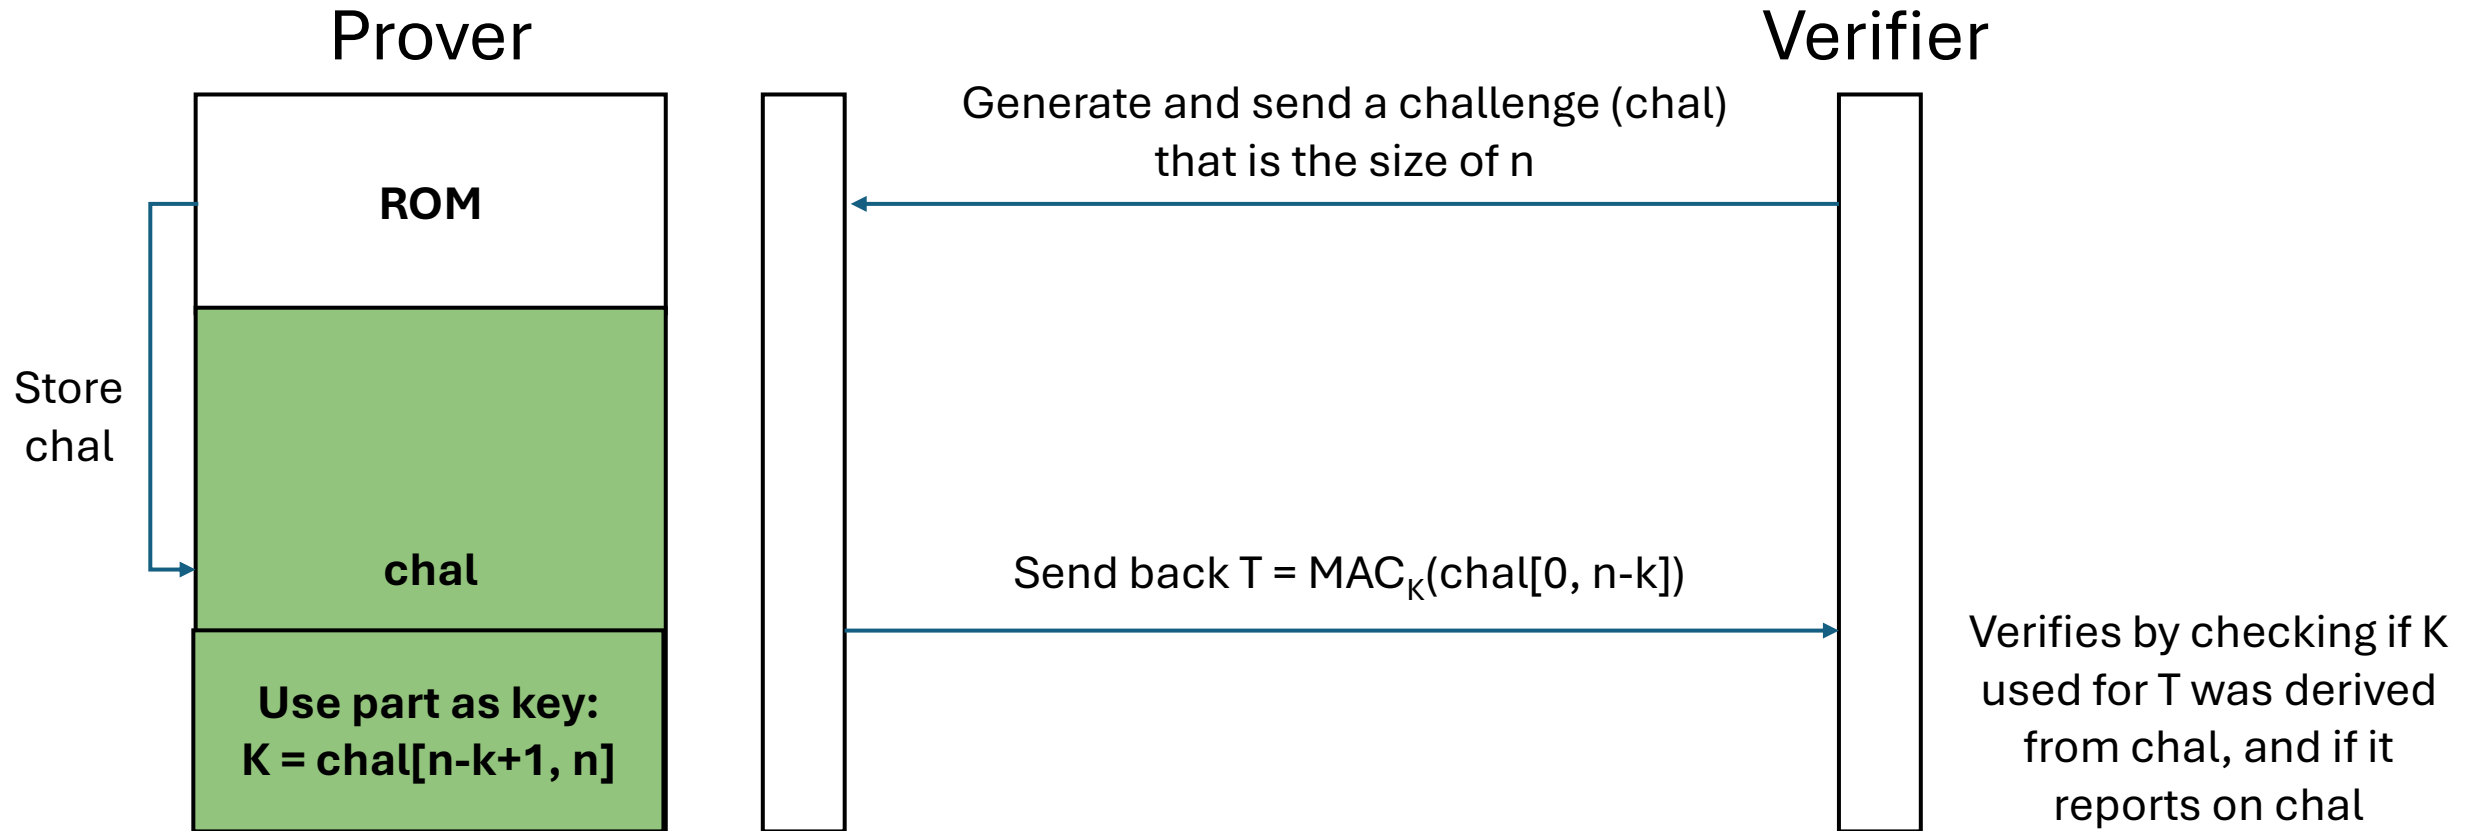 Prover
Verifier
Generate and send a challenge (chal)
that is the size of n
ROM
Store
chal
chal
Send back T = MAC_K(chal[0, n-k])
Use part as key:
K = chal[n-k+1, n]
Verifies by checking if K
used for T was derived
from chal, and if it
reports on chal